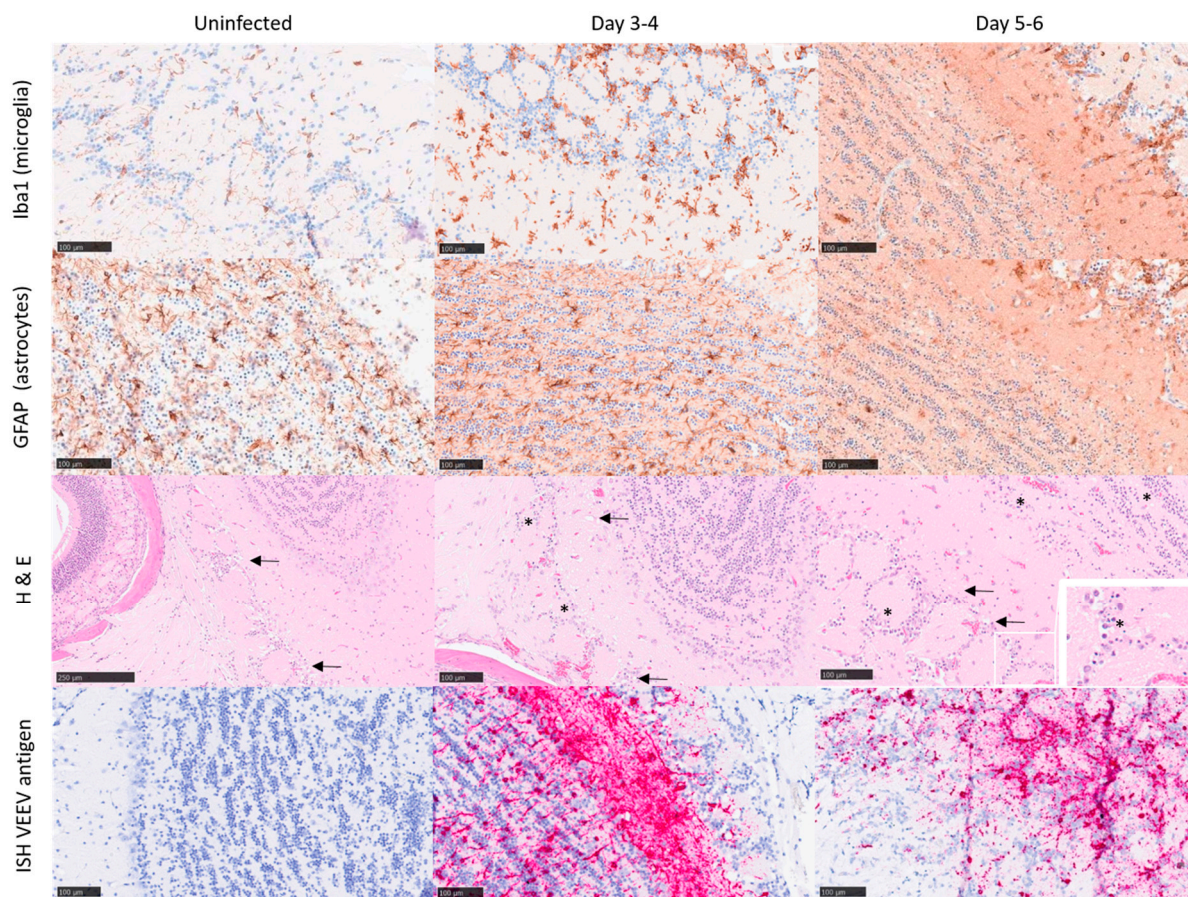 Uninfected Day 3-4 Day 5-6
Iba1 (microglia)
100 µm 100 µm 100 µm
GFAP (astrocytes)
100 µm 100 µm 100 µm
H & E
* * * * * *
250 µm 100 µm 100 µm
ISH VEEV antigen
100 µm 100 µm 100 µm